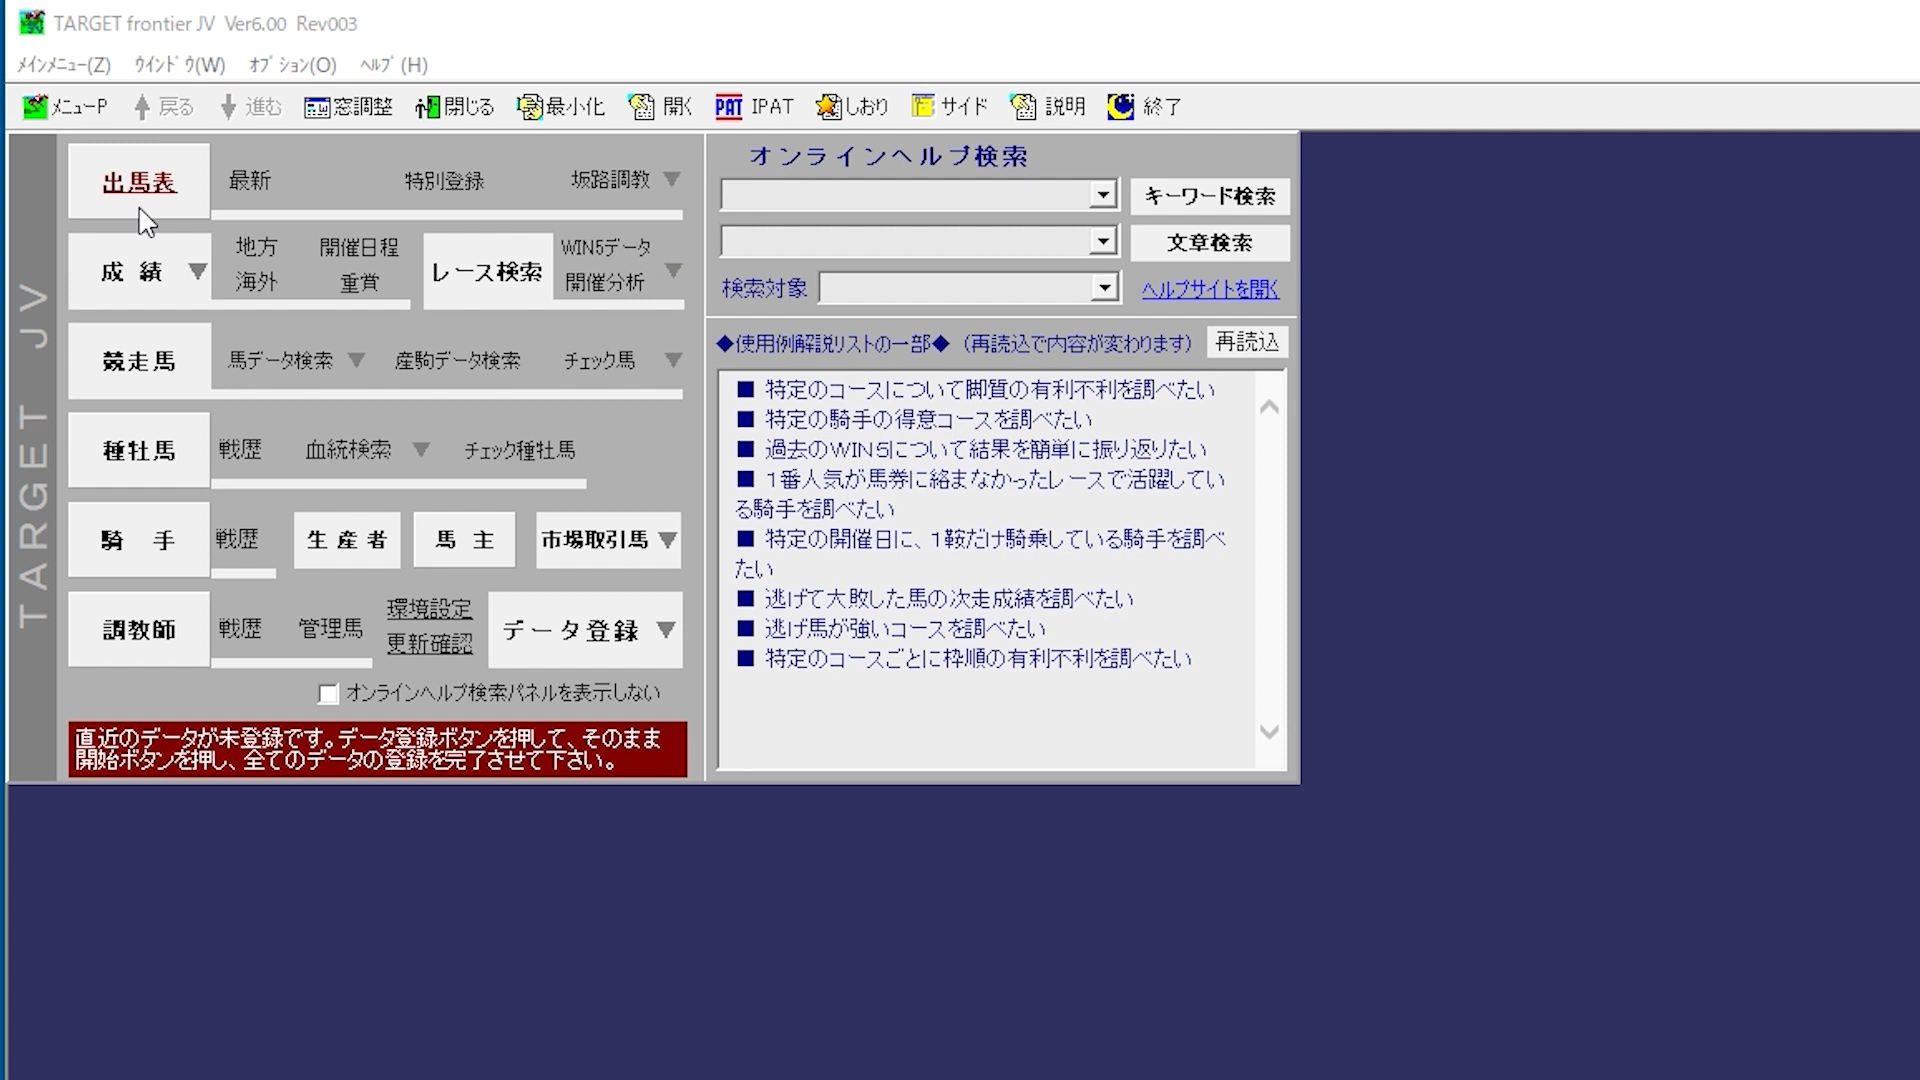 TARGET frontier JV Ver6.00 Rev003
ﾒｲﾝﾒﾆｭｰ(Z) ｳｲﾝﾄﾞｳ(W) ｵﾌﾟｼｮﾝ(O) ﾍﾙﾌﾟ(H)
ﾒﾆｭｰP 戻る 進む 窓調整 閉じる 最小化 開く PAT IPAT しおり サイド 説明 終了
TARGET JV
出馬表 最新 特別登録 坂路調教
成績 地方 開催日程 レース検索 WIN5データ
海外 重賞 開催分析
競走馬 馬データ検索 産駒データ検索 チェック馬
種牡馬 戦歴 血統検索 チェック種牡馬
騎手 戦歴 生産者 馬主 市場取引馬
調教師 戦歴 管理馬 環境設定 データ登録
更新確認
オンラインヘルプ検索パネルを表示しない
直近のデータが未登録です。データ登録ボタンを押して、そのまま
開始ボタンを押し、全てのデータの登録を完了させて下さい。
オンラインヘルプ検索
キーワード検索
文章検索
検索対象 ヘルプサイトを開く
◆使用例解説リストの一部◆（再読込で内容が変わります） 再読込
■ 特定のコースについて脚質の有利不利を調べたい
■ 特定の騎手の得意コースを調べたい
■ 過去のWIN5について結果を簡単に振り返りたい
■ 1番人気が馬券に絡まなかったレースで活躍してい
る騎手を調べたい
■ 特定の開催日に、1鞍だけ騎乗している騎手を調べ
たい
■ 逃げて大敗した馬の次走成績を調べたい
■ 逃げ馬が強いコースを調べたい
■ 特定のコースごとに枠順の有利不利を調べたい